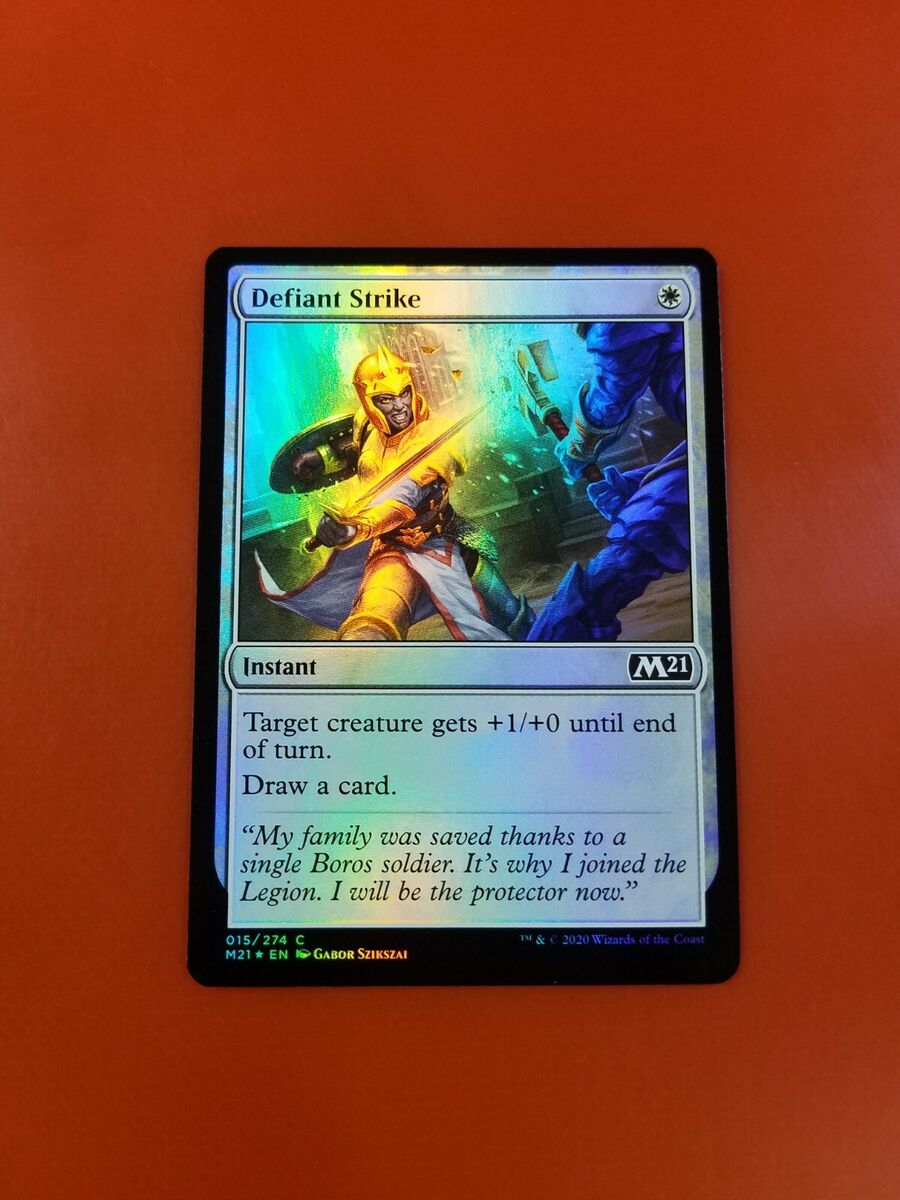 Defiant Strike
Instant
M21
Target creature gets +1/+0 until end
of turn.
Draw a card.
“My family was saved thanks to a
single Boros soldier. It’s why I joined the
Legion. I will be the protector now.”
015/274 C
M21 ★ EN Gabor Szikszai
™ & © 2020 Wizards of the Coast